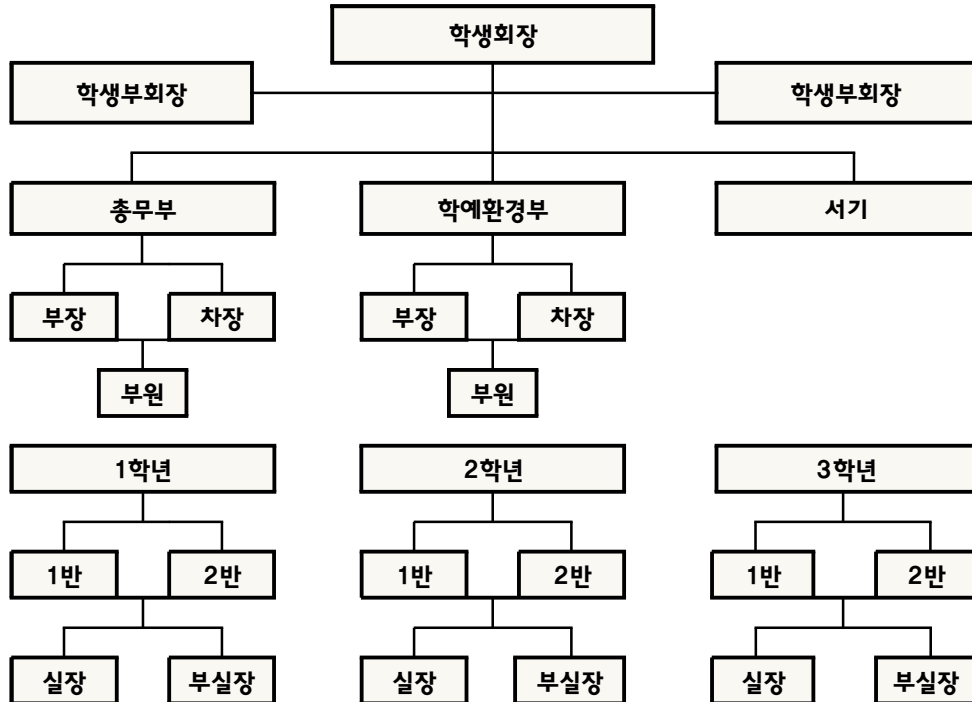 학생회장
학생부회장 학생부회장
총무부 학예환경부 서기
부장 차장 부장 차장
부원 부원
1학년 2학년 3학년
1반 2반 1반 2반 1반 2반
실장 부실장 실장 부실장 실장 부실장